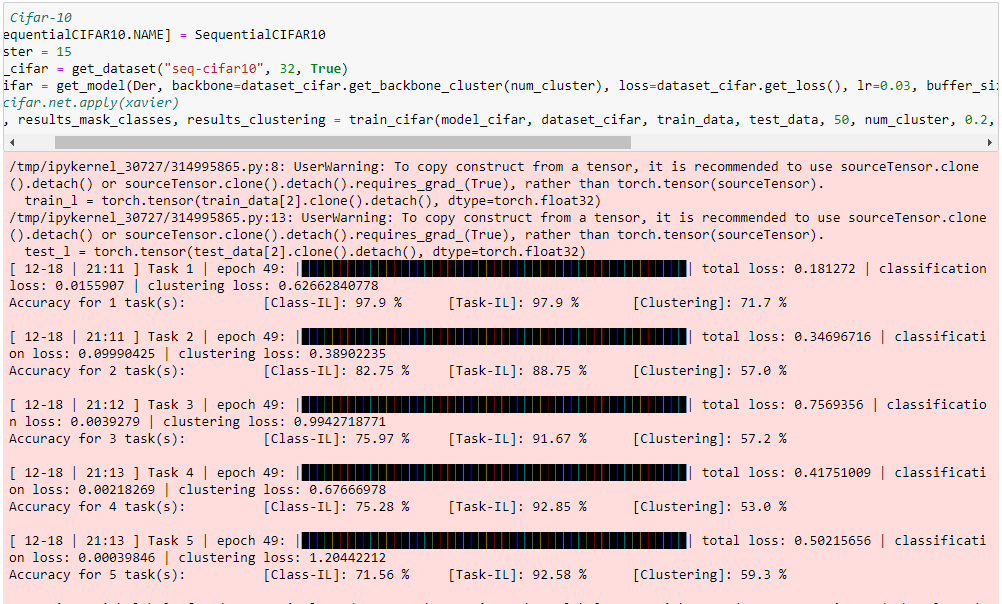 Cifar-10
equentialCIFAR10.NAME] = SequentialCIFAR10
ster = 15
_cifar = get_dataset("seq-cifar10", 32, True)
ifar = get_model(Der, backbone=dataset_cifar.get_backbone_cluster(num_cluster), loss=dataset_cifar.get_loss(), lr=0.03, buffer_si
cifar.net.apply(xavier)
, results_mask_classes, results_clustering = train_cifar(model_cifar, dataset_cifar, train_data, test_data, 50, num_cluster, 0.2,
/tmp/ipykernel_30727/314995865.py:8: UserWarning: To copy construct from a tensor, it is recommended to use sourceTensor.clone
().detach() or sourceTensor.clone().detach().requires_grad_(True), rather than torch.tensor(sourceTensor).
train_l = torch.tensor(train_data[2].clone().detach(), dtype=torch.float32)
/tmp/ipykernel_30727/314995865.py:13: UserWarning: To copy construct from a tensor, it is recommended to use sourceTensor.clone
().detach() or sourceTensor.clone().detach().requires_grad_(True), rather than torch.tensor(sourceTensor).
test_l = torch.tensor(test_data[2].clone().detach(), dtype=torch.float32)
[ 12-18 | 21:11 ] Task 1 | epoch 49: | | total loss: 0.181272 | classification
loss: 0.0155907 | clustering loss: 0.62662840778
Accuracy for 1 task(s): [Class-IL]: 97.9 % [Task-IL]: 97.9 % [Clustering]: 71.7 %
[ 12-18 | 21:11 ] Task 2 | epoch 49: | | total loss: 0.34696716 | classificati
on loss: 0.09990425 | clustering loss: 0.38902235
Accuracy for 2 task(s): [Class-IL]: 82.75 % [Task-IL]: 88.75 % [Clustering]: 57.0 %
[ 12-18 | 21:12 ] Task 3 | epoch 49: | | total loss: 0.7569356 | classificatio
n loss: 0.0039279 | clustering loss: 0.9942718771
Accuracy for 3 task(s): [Class-IL]: 75.97 % [Task-IL]: 91.67 % [Clustering]: 57.2 %
[ 12-18 | 21:13 ] Task 4 | epoch 49: | | total loss: 0.41751009 | classificati
on loss: 0.00218269 | clustering loss: 0.67666978
Accuracy for 4 task(s): [Class-IL]: 75.28 % [Task-IL]: 92.85 % [Clustering]: 53.0 %
[ 12-18 | 21:13 ] Task 5 | epoch 49: | | total loss: 0.50215656 | classificati
on loss: 0.00039846 | clustering loss: 1.20442212
Accuracy for 5 task(s): [Class-IL]: 71.56 % [Task-IL]: 92.58 % [Clustering]: 59.3 %